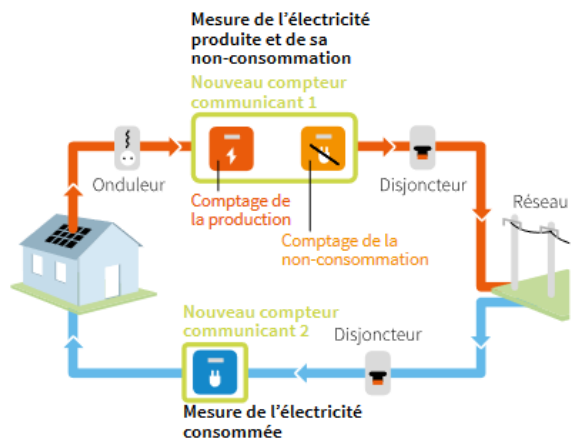 Mesure de l’électricité
produite et de sa
non-consommation
Nouveau compteur
communicant 1
Onduleur
Disjoncteur
Réseau
Comptage de
la production
Comptage de la
non-consommation
Nouveau compteur
communicant 2
Disjoncteur
Mesure de l’électricité
consommée